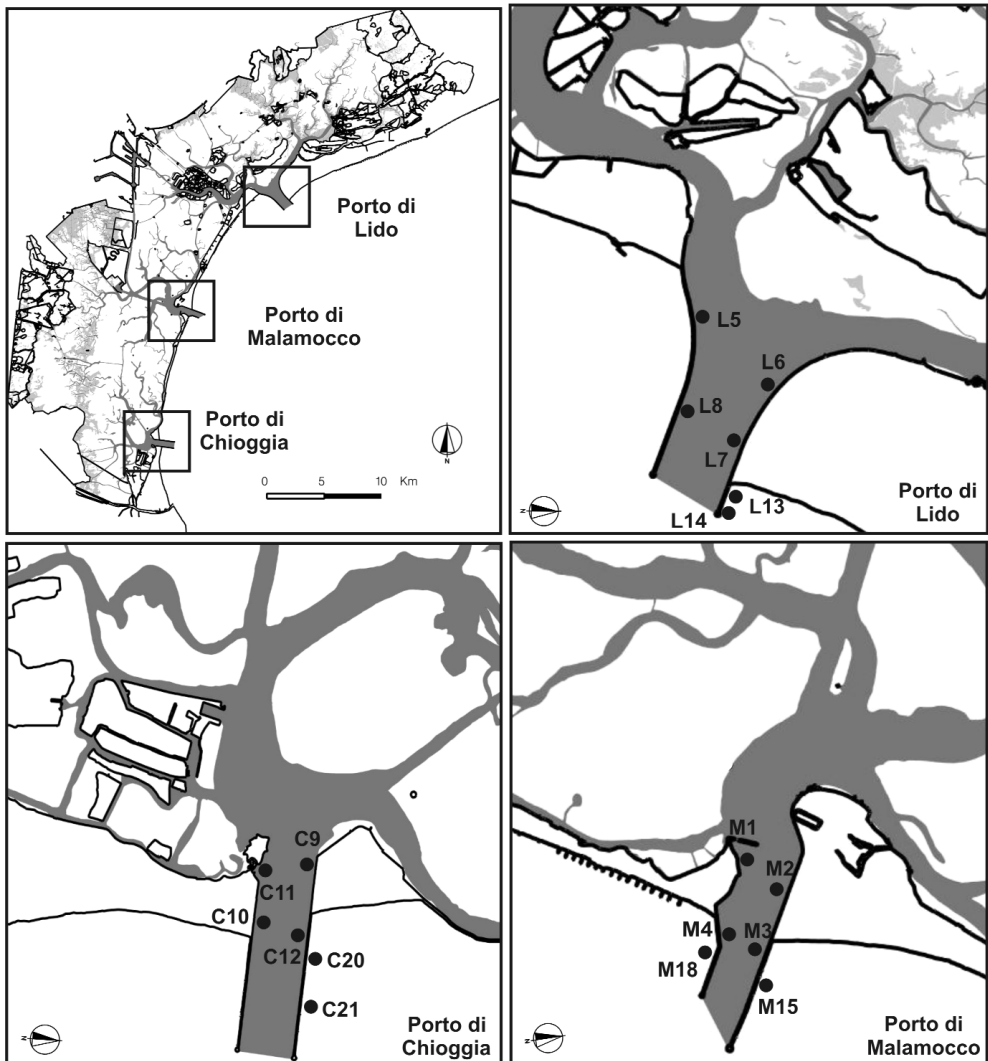 Porto di
Lido
Porto di
Malamocco
Porto di
Chioggia
N
0 5 10 Km
L5
L6
L8
L7
L13
L14
Porto di
Lido
N
C9
C11
C10
C12
C20
C21
Porto di
Chioggia
N
M1
M2
M4
M3
M18
M15
Porto di
Malamocco
N